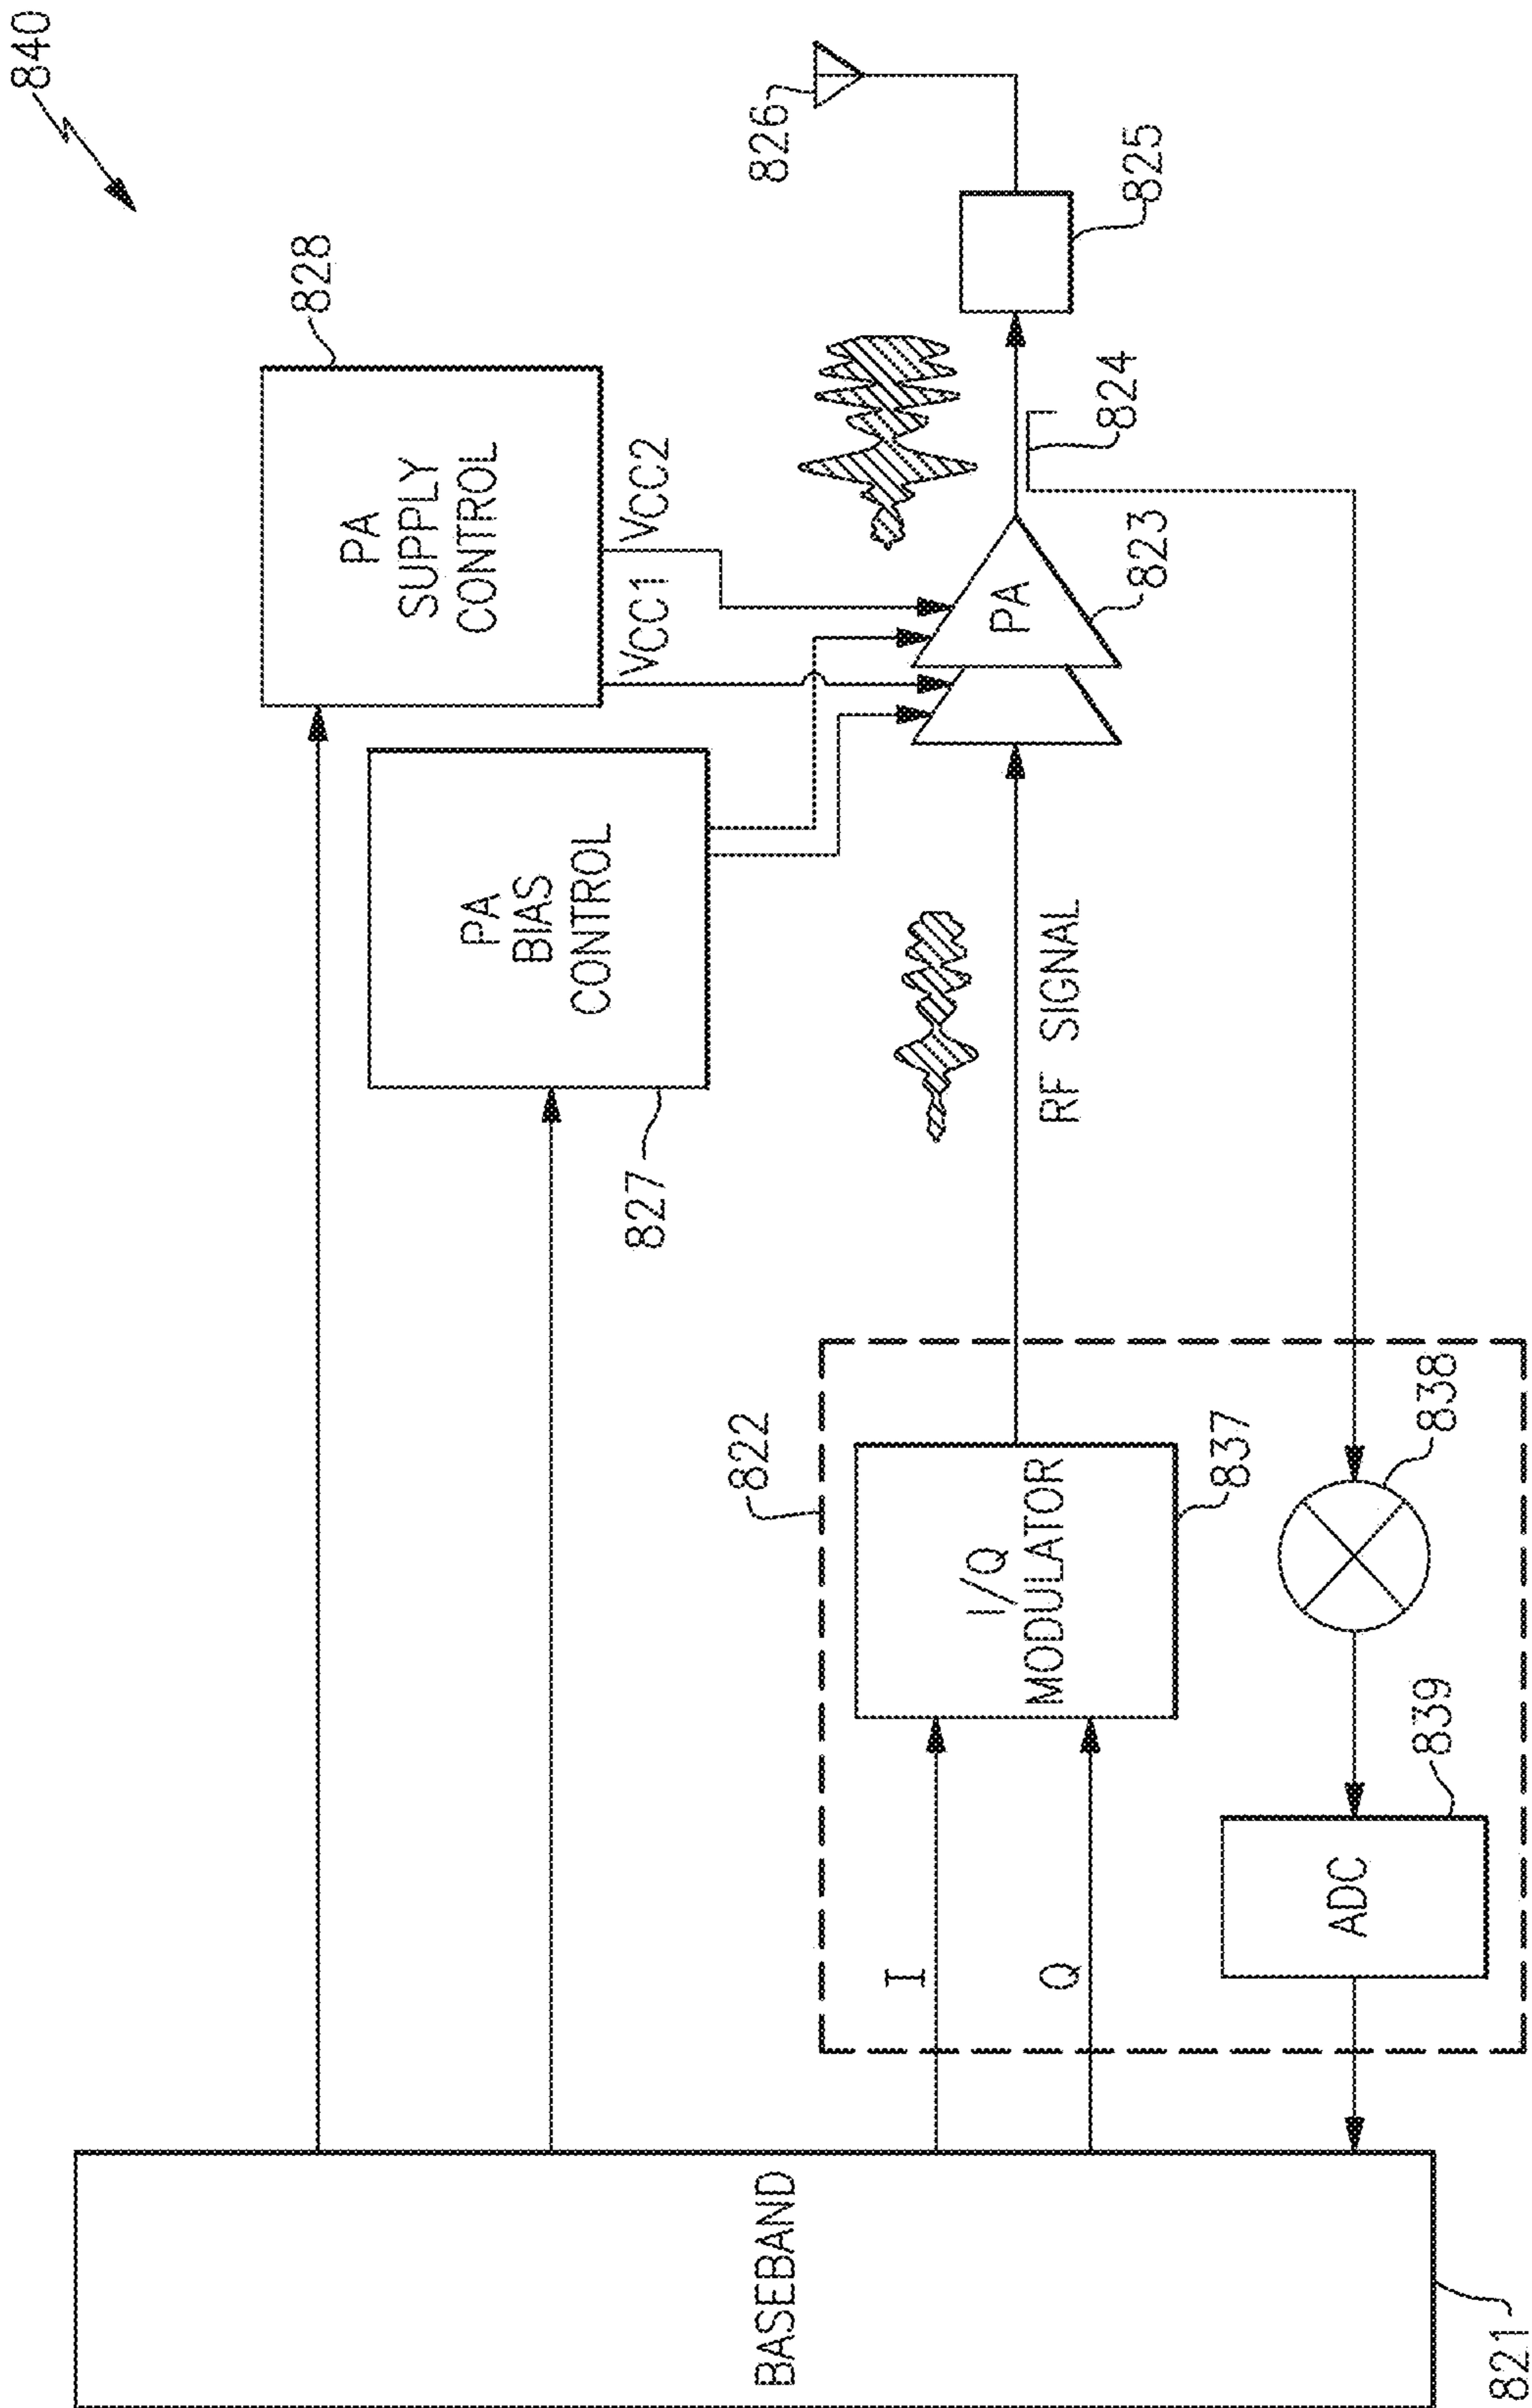 840
828
PA
SUPPLY
CONTROL
VCC1
VCC2
PA
BIAS
CONTROL
827
826
825
824
PA
823
RF SIGNAL
822
I/Q
MODULATOR
837
838
839
ADC
I
Q
BASEBAND
821